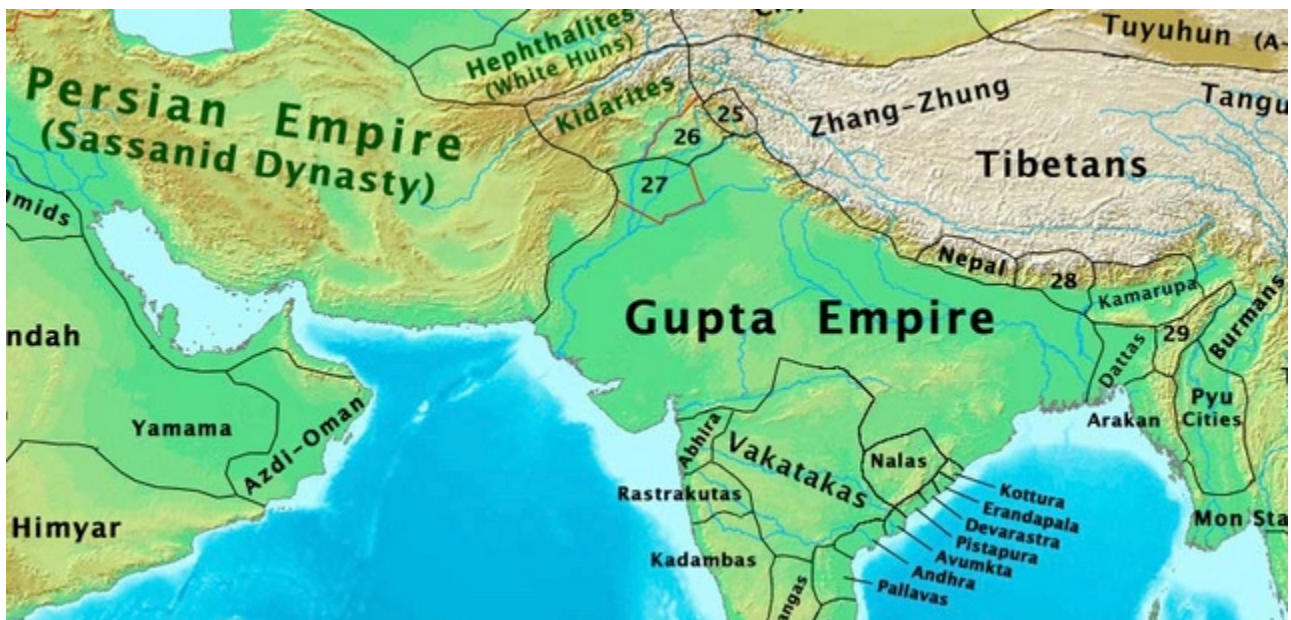 Tuyuhun (A-
Hephthalites
(White Huns)
Persian Empire
(Sassanid Dynasty)
Kidarites
25
26
27
Zhang-Zhung
Tangu
Tibetans
mids
Nepal
28
Kamarupa
29
Burmans
Gupta Empire
ndah
Dattas
Yamama
Azdi-Oman
Arakan
Pyu
Cities
Abhira
Vakatakas
Nalas
Rastrakutas
Kottura
Erandapala
Devarastra
Pistapura
Avumkta
Andhra
Pallavas
Himyar
Kadambas
angas
Mon Sta